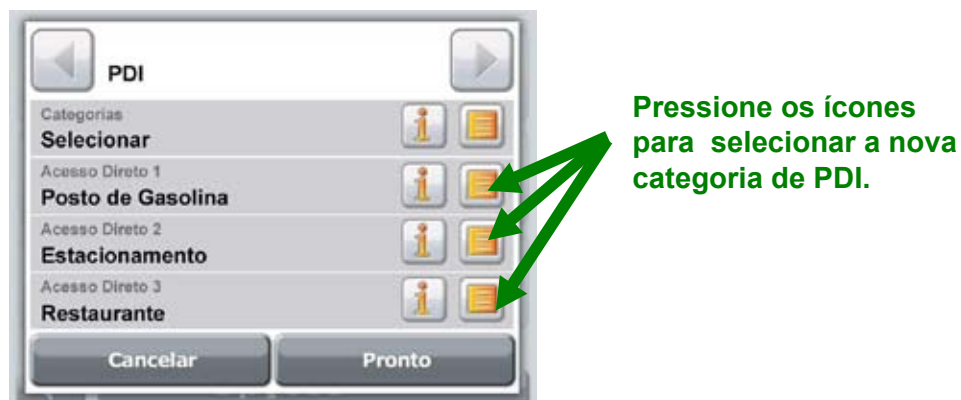 PDI
Categorias
Selecionar
Acesso Direto 1
Posto de Gasolina
Acesso Direto 2
Estacionamento
Acesso Direto 3
Restaurante
Cancelar
Pronto
Pressione os ícones
para selecionar a nova
categoria de PDI.